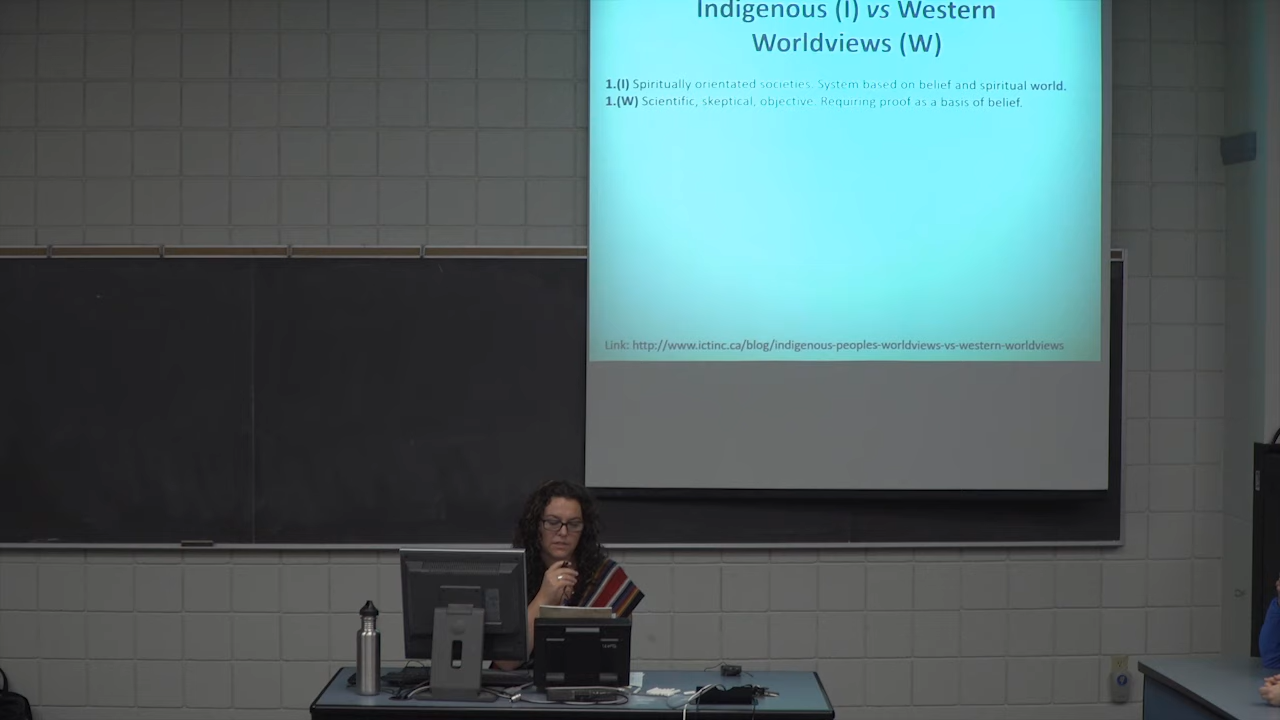 Indigenous (I) vs Western
Worldviews (W)
1.(I) Spiritually orientated societies. System based on belief and spiritual world.
1.(W) Scientific, skeptical, objective. Requiring proof as a basis of belief.
Link: http://www.ictinc.ca/blog/indigenous-peoples-worldviews-vs-western-worldviews